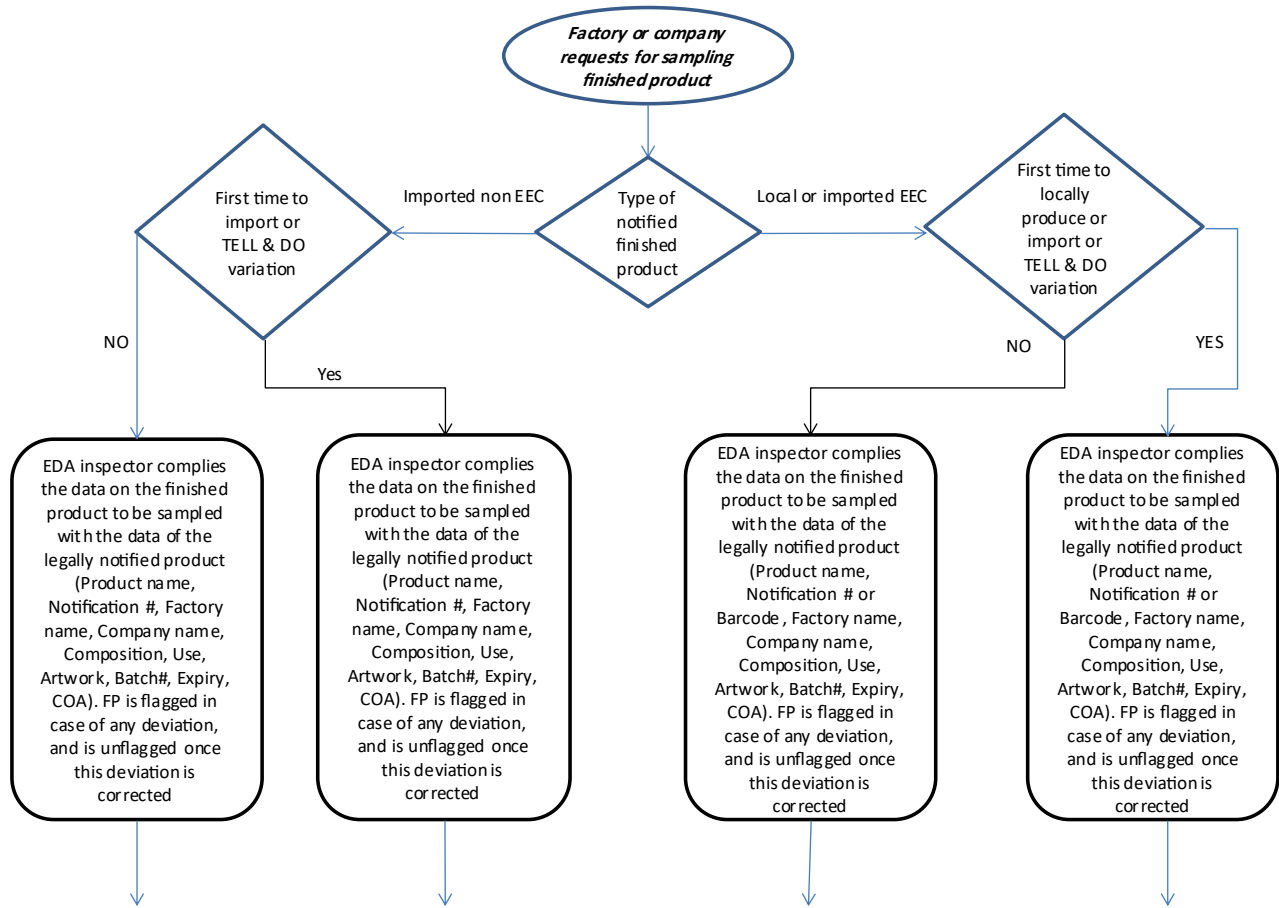 Factory or company
requests for sampling
finished product
First time to
import or
TELL & DO
variation
Imported non EEC
Type of
notified
finished
product
Local or imported EEC
First time to
locally
produce or
import or
TELL & DO
variation
NO
Yes
NO
YES
EDA inspector complies
the data on the finished
product to be sampled
with the data of the
legally notified product
(Product name,
Notification #, Factory
name, Company name,
Composition, Use,
Artwork, Batch#, Expiry,
COA). FP is flagged in
case of any deviation,
and is unflagged once
this deviation is
corrected
EDA inspector complies
the data on the finished
product to be sampled
with the data of the
legally notified product
(Product name,
Notification #, Factory
name, Company name,
Composition, Use,
Artwork, Batch#, Expiry,
COA). FP is flagged in
case of any deviation,
and is unflagged once
this deviation is
corrected
EDA inspector complies
the data on the finished
product to be sampled
with the data of the
legally notified product
(Product name,
Notification # or
Barcode , Factory name,
Company name,
Composition, Use,
Artwork, Batch#, Expiry,
COA). FP is flagged in
case of any deviation,
and is unflagged once
this deviation is
corrected
EDA inspector complies
the data on the finished
product to be sampled
with the data of the
legally notified product
(Product name,
Notification # or
Barcode , Factory name,
Company name,
Composition, Use,
Artwork, Batch#, Expiry,
COA). FP is flagged in
case of any deviation,
and is unflagged once
this deviation is
corrected